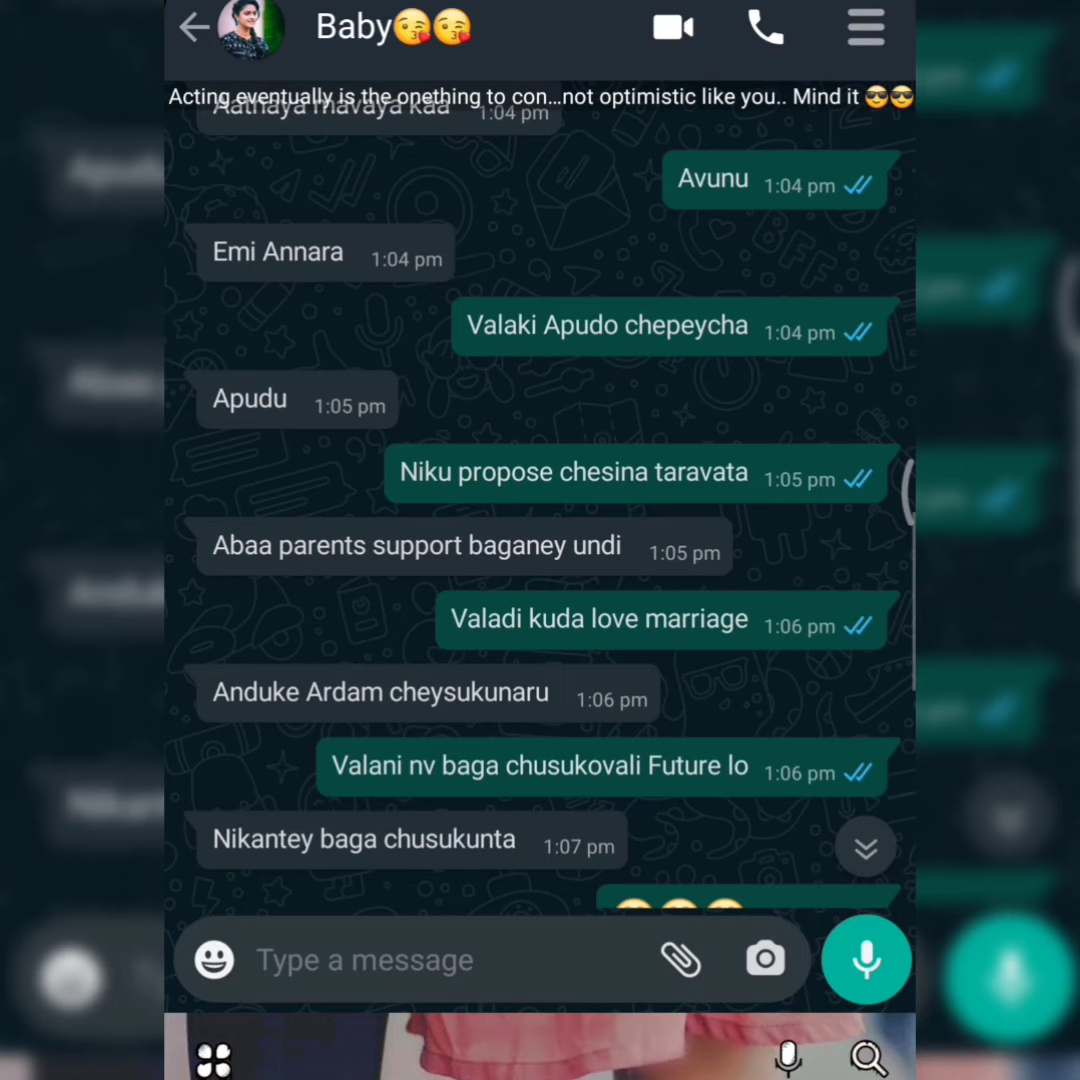 Baby😘😘
Acting eventually is the onething to con...not optimistic like you.. Mind it 😎😎
Aathaya mavaya kaa 1:04 pm
Avunu 1:04 pm
Emi Annara 1:04 pm
Valaki Apudo chepeycha 1:04 pm
Apudu 1:05 pm
Niku propose chesina taravata 1:05 pm
Abaa parents support baganey undi 1:05 pm
Valadi kuda love marriage 1:06 pm
Anduke Ardam cheysukunaru 1:06 pm
Valani nv baga chusukovali Future lo 1:06 pm
Nikantey baga chusukunta 1:07 pm
Type a message